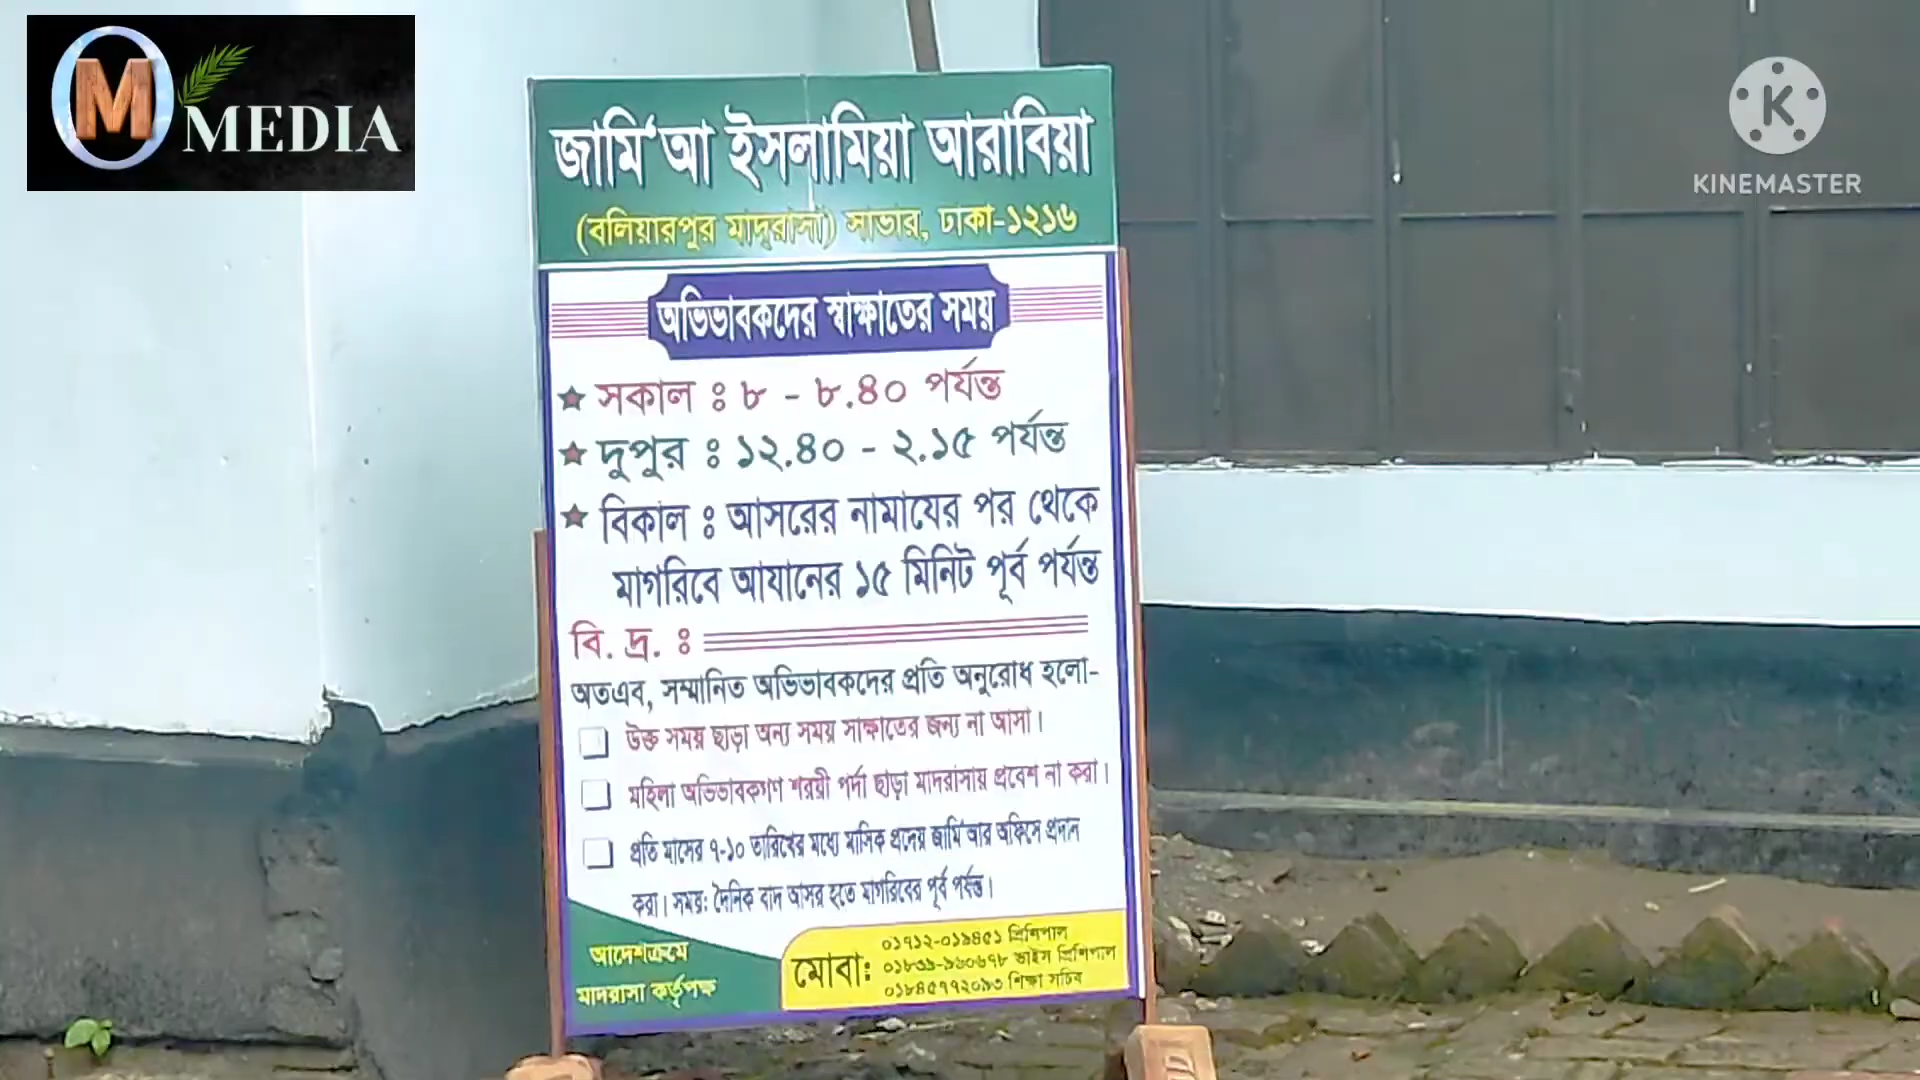 M MEDIA
KINEMASTER
জামি‘আ ইসলামিয়া আরাবিয়া
(বলিয়ারপুর মাদ্রাসা) সাভার, ঢাকা-১২১৬
অভিভাবকদের স্বাক্ষাতের সময়
সকাল ঃ ৮ - ৮.৪০ পর্যন্ত
দুপুর ঃ ১২.৪০ - ২.১৫ পর্যন্ত
বিকাল ঃ আসরের নামাযের পর থেকে
মাগরিবে আযানের ১৫ মিনিট পূর্ব পর্যন্ত
বি. দ্র. ঃ
অতএব, সম্মানিত অভিভাবকদের প্রতি অনুরোধ হলো-
উক্ত সময় ছাড়া অন্য সময় সাক্ষাতের জন্য না আসা।
মহিলা অভিভাবকগণ শরয়ী পর্দা ছাড়া মাদরাসায় প্রবেশ না করা।
প্রতি মাসের ৭-১০ তারিখের মধ্যে মাসিক প্রদেয় জামি‘আর অফিসে প্রদান
করা। সময়: দৈনিক বাদ আসর হতে মাগরিবের পূর্ব পর্যন্ত।
আদেশক্রমে
মাদরাসা কর্তৃপক্ষ
মোবা:
০১৭১২-০১৯৪৫১ প্রিন্সিপাল
ভাইস প্রিন্সিপাল
০১৮৪৫৭৭২০৯৩ শিক্ষা সচিব